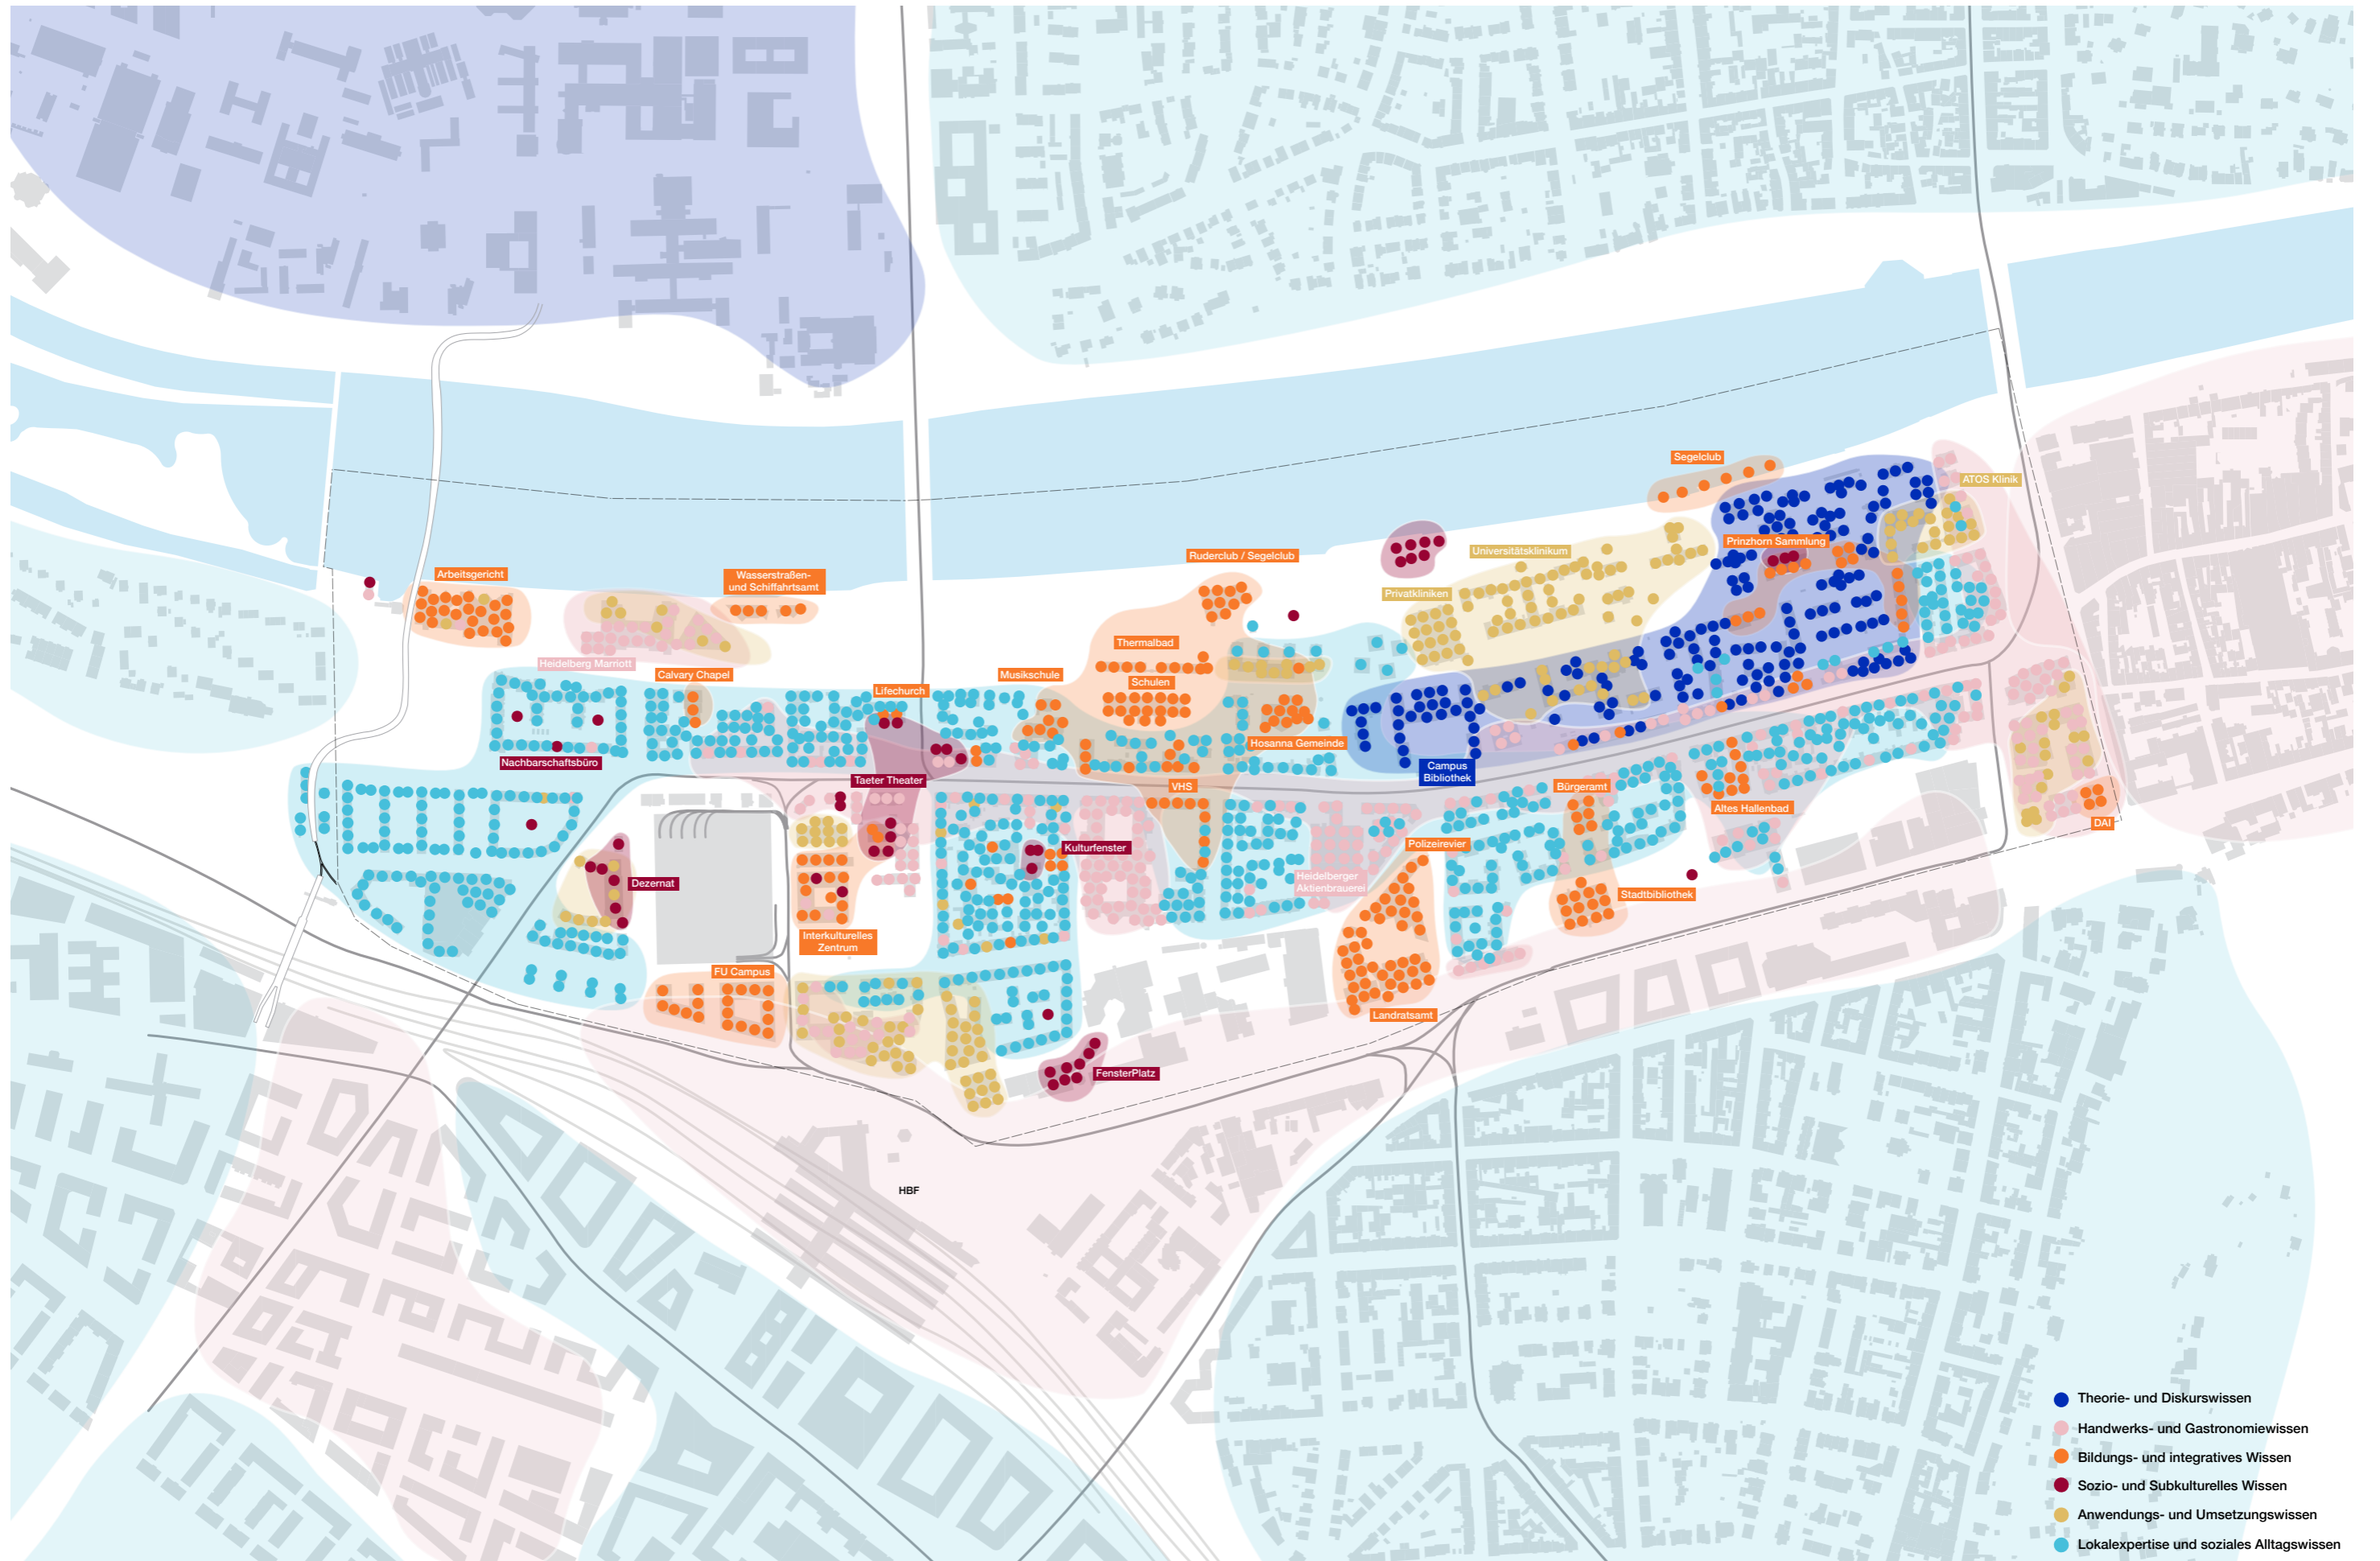 Segelclub
ATOS Klinik
Prinzhorn Sammlung
Universitätsklinikum
Ruderclub / Segelclub
Privatkliniken
Arbeitsgericht
Wasserstraßen-
und Schiffahrtsamt
Thermalbad
Heidelberg Marriott
Calvary Chapel
Musikschule
Schulen
Lifechurch
Hosanna Gemeinde
Nachbarschaftsbüro
Campus
Bibliothek
Taeter Theater
VHS
Bürgeramt
Altes Hallenbad
DAI
Kulturfenster
Polizeirevier
Dezernat
Heidelberger
Aktienbrauerei
Stadtbibliothek
Interkulturelles
Zentrum
FU Campus
Landratsamt
FensterPlatz
HBF
Theorie- und Diskurswissen
Handwerks- und Gastronomiewissen
Bildungs- und integratives Wissen
Sozio- und Subkulturelles Wissen
Anwendungs- und Umsetzungswissen
Lokalexpertise und soziales Alltagswissen